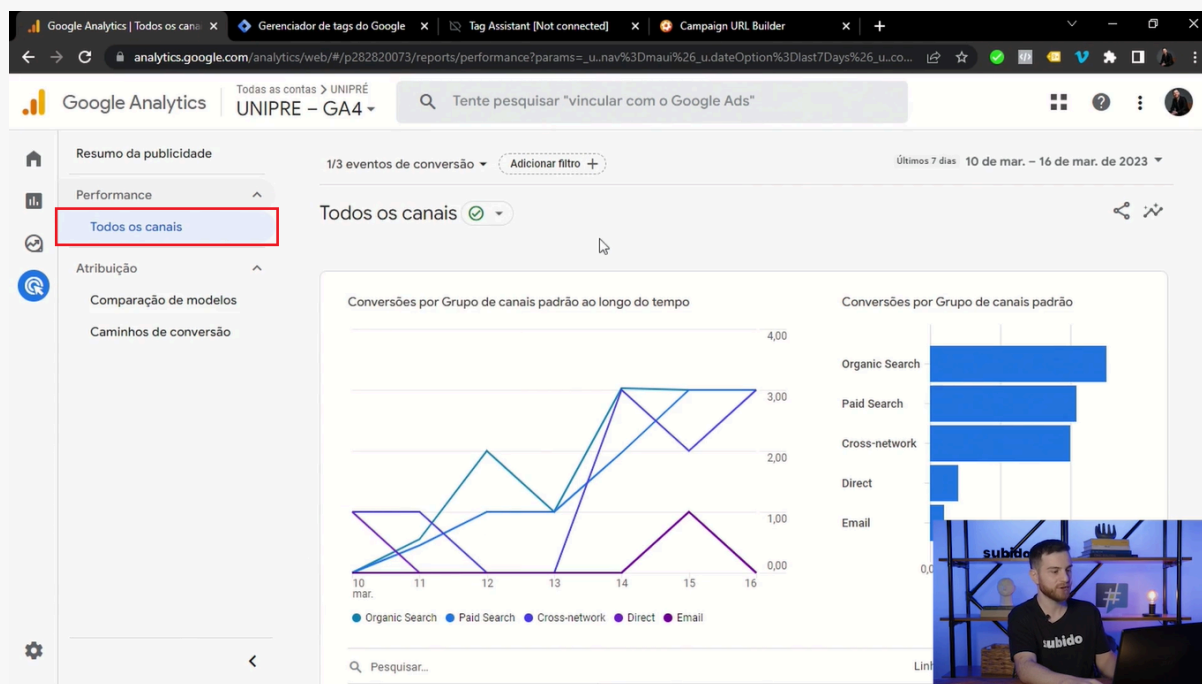 Google Analytics | Todos os cana
Gerenciador de tags do Google
Tag Assistant [Not connected]
Campaign URL Builder
analytics.google.com/analytics/web/#/p282820073/reports/performance?params=_u..nav%3Dmaui%26_u.dateOption%3Dlast7Days%26_u.co...
Google Analytics
Todas as contas > UNIPRÉ
UNIPRE – GA4
Tente pesquisar "vincular com o Google Ads"
Resumo da publicidade
Performance
Todos os canais
Atribuição
Comparação de modelos
Caminhos de conversão
1/3 eventos de conversão
Adicionar filtro +
Últimos 7 dias 10 de mar. – 16 de mar. de 2023
Todos os canais
Conversões por Grupo de canais padrão ao longo do tempo
4,00
3,00
2,00
1,00
0,00
10 11 12 13 14 15 16
mar.
Organic Search Paid Search Cross-network Direct Email
Conversões por Grupo de canais padrão
Organic Search
Paid Search
Cross-network
Direct
Email
0,0
Pesquisar...
Linh
subido
#
subido